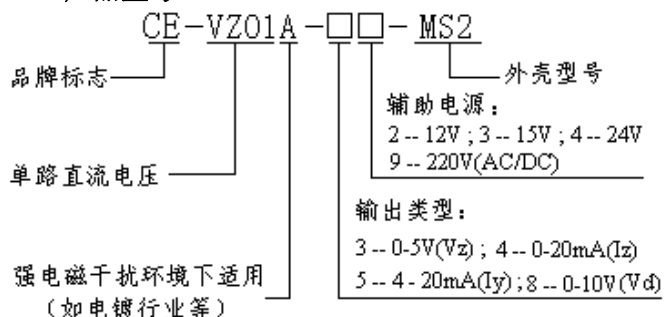 CE-VZ01A-□□-MS2
品牌标志
外壳型号
辅助电源：
2 -- 12V ; 3 -- 15V ; 4 -- 24V
9 -- 220V(AC/DC)
单路直流电压
输出类型：
3 -- 0-5V(Vz) ; 4 -- 0-20mA(Iz)
5 -- 4 - 20mA(Iy) ; 8 -- 0-10V(Vd)
强电磁干扰环境下适用
（如电镀行业等）